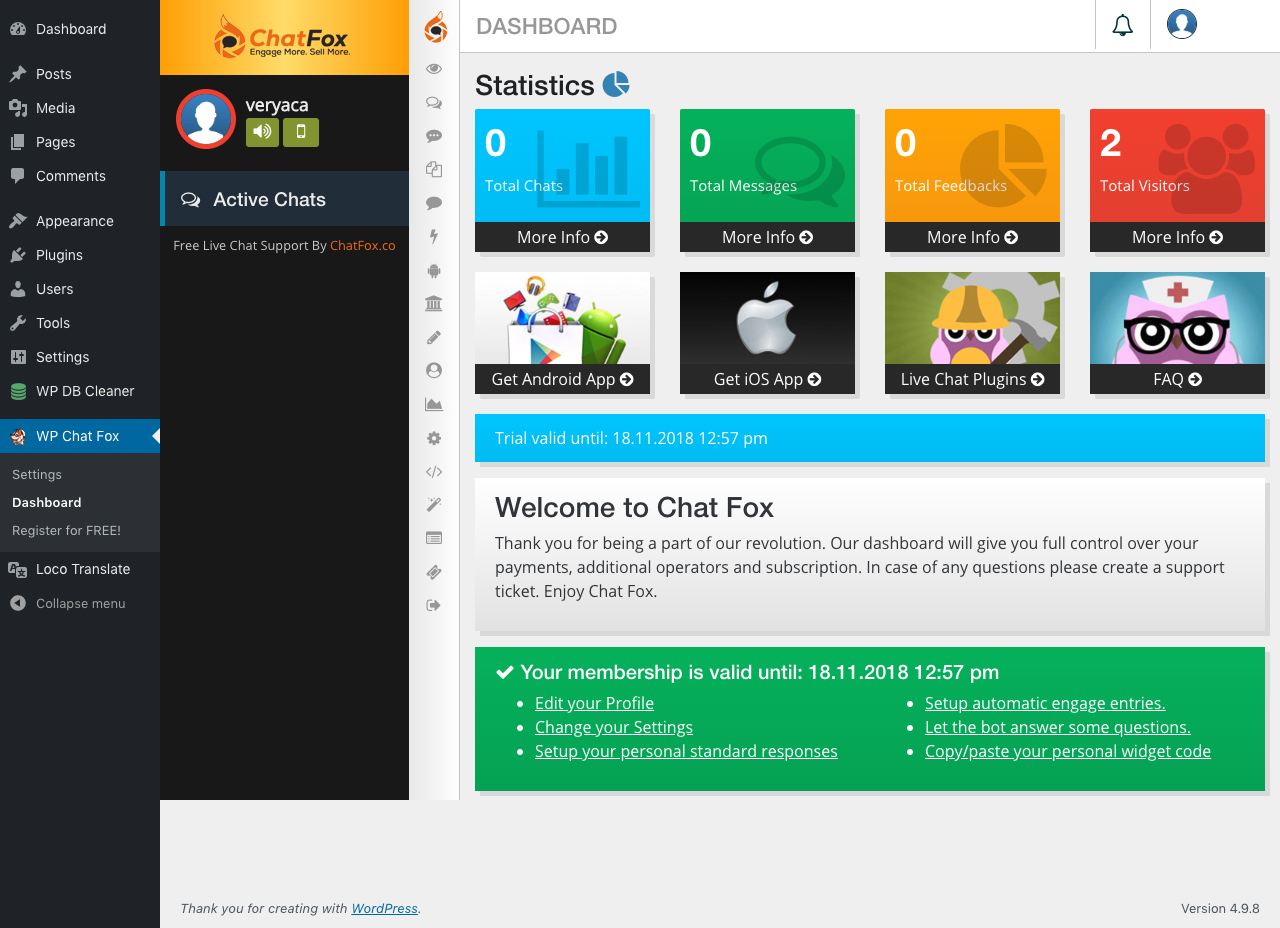 Dashboard
Posts
Media
Pages
Comments
Appearance
Plugins
Users
Tools
Settings
WP DB Cleaner
WP Chat Fox
Settings
Dashboard
Register for FREE!
Loco Translate
Collapse menu
ChatFox
Engage More. Sell More.
veryaca
Active Chats
Free Live Chat Support By ChatFox.co
DASHBOARD
Statistics
0
Total Chats
More Info
0
Total Messages
More Info
0
Total Feedbacks
More Info
2
Total Visitors
More Info
Get Android App
Get iOS App
Live Chat Plugins
FAQ
Trial valid until: 18.11.2018 12:57 pm
Welcome to Chat Fox
Thank you for being a part of our revolution. Our dashboard will give you full control over your
payments, additional operators and subscription. In case of any questions please create a support
ticket. Enjoy Chat Fox.
Your membership is valid until: 18.11.2018 12:57 pm
Edit your Profile
Change your Settings
Setup your personal standard responses
Setup automatic engage entries.
Let the bot answer some questions.
Copy/paste your personal widget code
Thank you for creating with WordPress.
Version 4.9.8